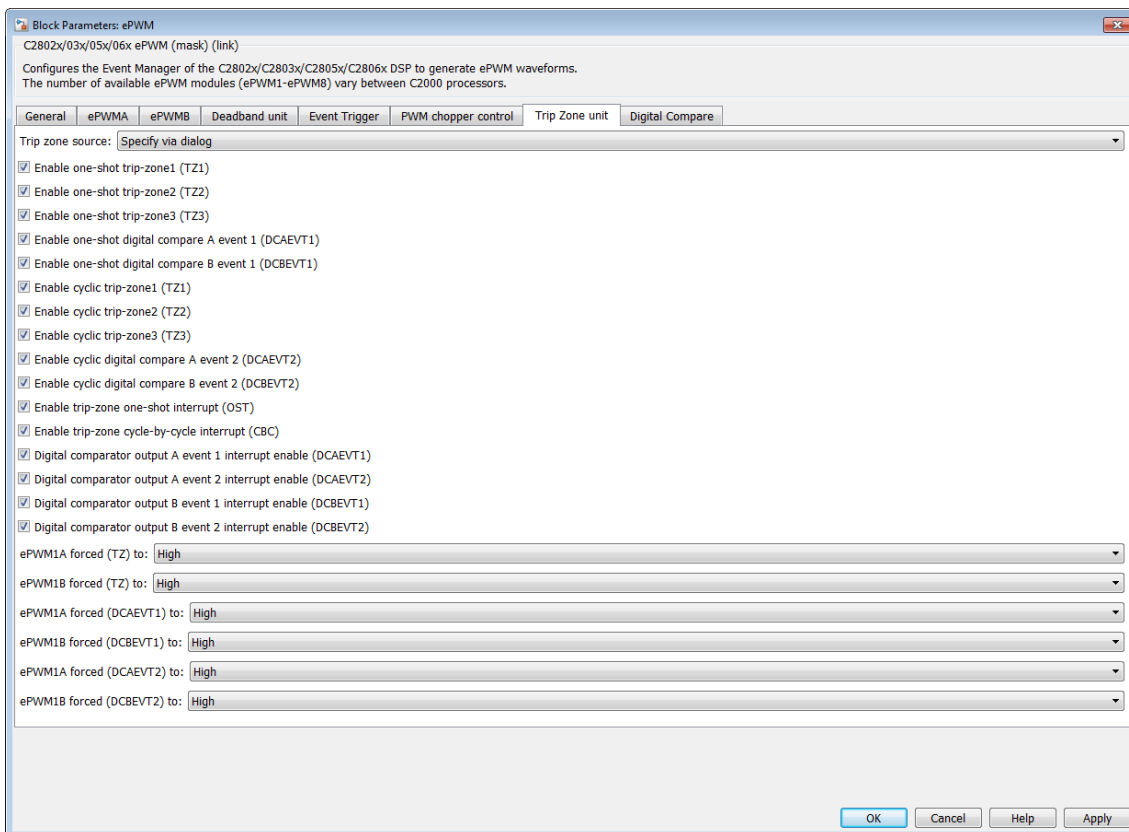 Block Parameters: ePWM
C2802x/03x/05x/06x ePWM (mask) (link)
Configures the Event Manager of the C2802x/C2803x/C2805x/C2806x DSP to generate ePWM waveforms.
The number of available ePWM modules (ePWM1-ePWM8) vary between C2000 processors.
General ePWMA ePWMB Deadband unit Event Trigger PWM chopper control Trip Zone unit Digital Compare
Trip zone source: Specify via dialog
Enable one-shot trip-zone1 (TZ1)
Enable one-shot trip-zone2 (TZ2)
Enable one-shot trip-zone3 (TZ3)
Enable one-shot digital compare A event 1 (DCAEVT1)
Enable one-shot digital compare B event 1 (DCBEVT1)
Enable cyclic trip-zone1 (TZ1)
Enable cyclic trip-zone2 (TZ2)
Enable cyclic trip-zone3 (TZ3)
Enable cyclic digital compare A event 2 (DCAEVT2)
Enable cyclic digital compare B event 2 (DCBEVT2)
Enable trip-zone one-shot interrupt (OST)
Enable trip-zone cycle-by-cycle interrupt (CBC)
Digital comparator output A event 1 interrupt enable (DCAEVT1)
Digital comparator output A event 2 interrupt enable (DCAEVT2)
Digital comparator output B event 1 interrupt enable (DCBEVT1)
Digital comparator output B event 2 interrupt enable (DCBEVT2)
ePWM1A forced (TZ) to: High
ePWM1B forced (TZ) to: High
ePWM1A forced (DCAEVT1) to: High
ePWM1B forced (DCBEVT1) to: High
ePWM1A forced (DCAEVT2) to: High
ePWM1B forced (DCBEVT2) to: High
OK Cancel Help Apply